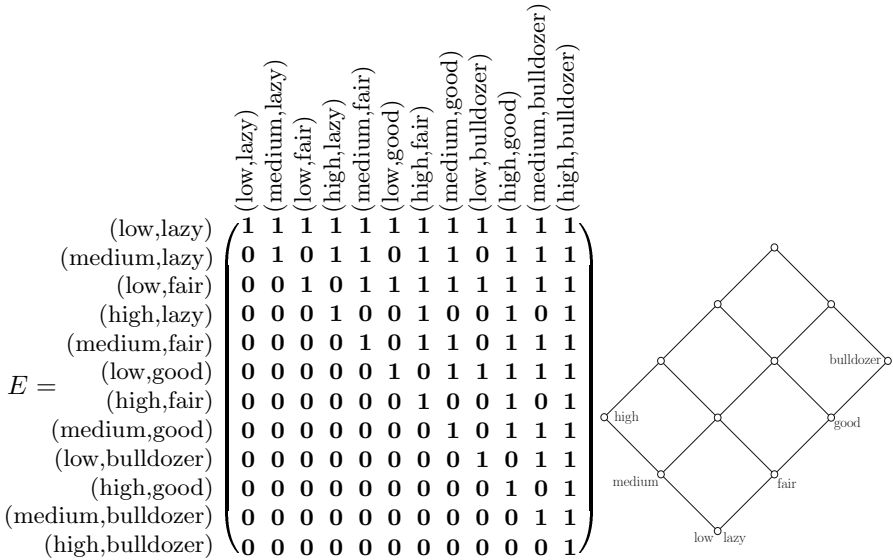 (low,lazy)
(medium,lazy)
(low,fair)
(high,lazy)
(medium,fair)
(low,good)
(high,fair)
(medium,good)
(low,bulldozer)
(high,good)
(medium,bulldozer)
(high,bulldozer)
(low,lazy) 1 1 1 1 1 1 1 1 1 1 1 1
(medium,lazy) 0 1 0 1 1 0 1 1 0 1 1 1
(low,fair) 0 0 1 0 1 1 1 1 1 1 1 1
(high,lazy) 0 0 0 1 0 0 1 0 0 1 0 1
(medium,fair) 0 0 0 0 1 0 1 1 0 1 1 1
E = (low,good) 0 0 0 0 0 1 0 1 1 1 1 1
(high,fair) 0 0 0 0 0 0 1 0 0 1 0 1
(medium,good) 0 0 0 0 0 0 0 1 0 1 1 1
(low,bulldozer) 0 0 0 0 0 0 0 0 1 0 1 1
(high,good) 0 0 0 0 0 0 0 0 0 1 0 1
(medium,bulldozer) 0 0 0 0 0 0 0 0 0 0 1 1
(high,bulldozer) 0 0 0 0 0 0 0 0 0 0 0 1
bulldozer
high
good
medium
fair
low lazy